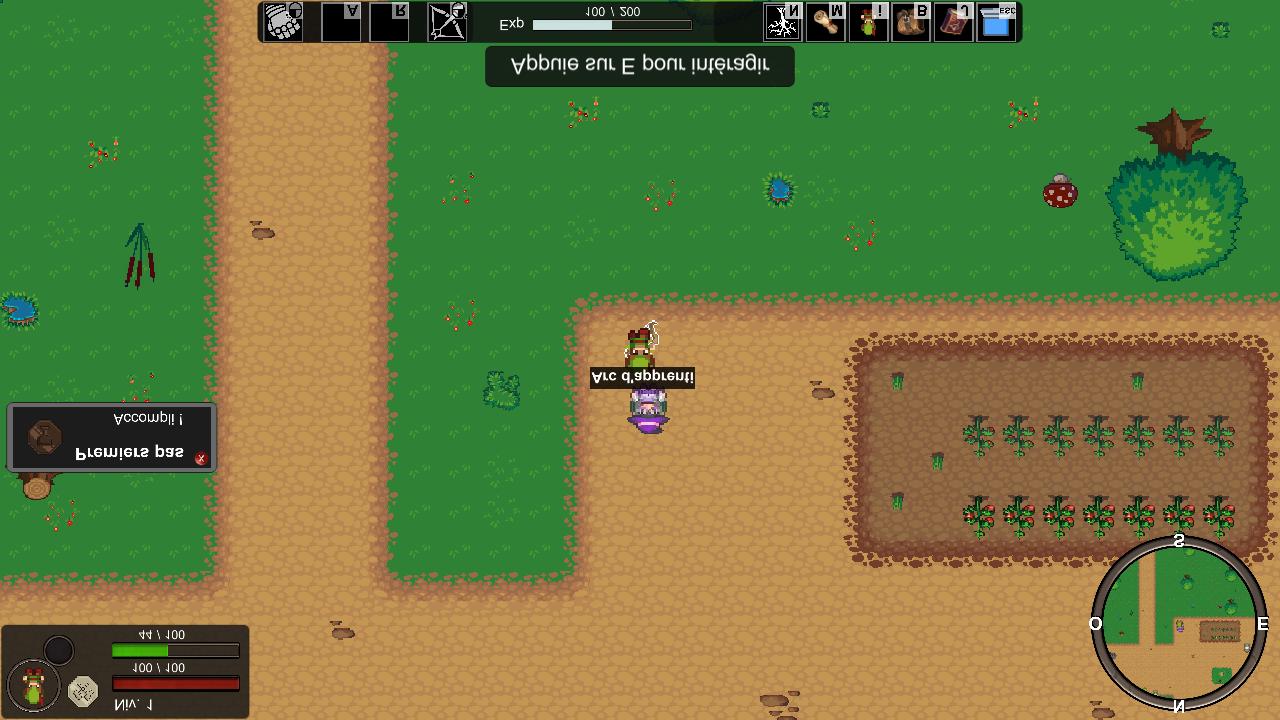 Niv. 1
100 / 100
44 / 100
N
O
E
S
Premiers pas
x
Accompli !
Arc d'apprenti
Appuie sur E pour intéragir
Exp
100 / 200
A
R
N
M
I
B
J
ESC